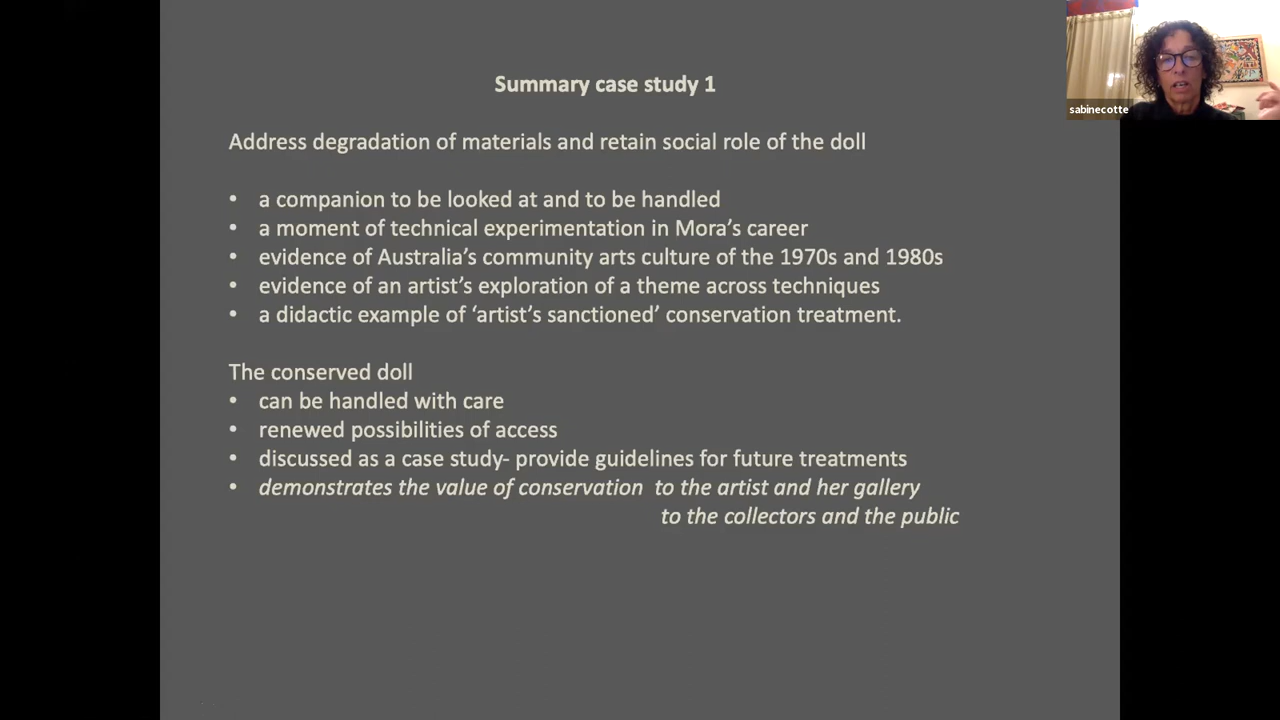 Summary case study 1
Address degradation of materials and retain social role of the doll
• a companion to be looked at and to be handled
• a moment of technical experimentation in Mora's career
• evidence of Australia's community arts culture of the 1970s and 1980s
• evidence of an artist's exploration of a theme across techniques
• a didactic example of 'artist's sanctioned' conservation treatment.
The conserved doll
• can be handled with care
• renewed possibilities of access
• discussed as a case study- provide guidelines for future treatments
• demonstrates the value of conservation to the artist and her gallery
to the collectors and the public
sabinecotte